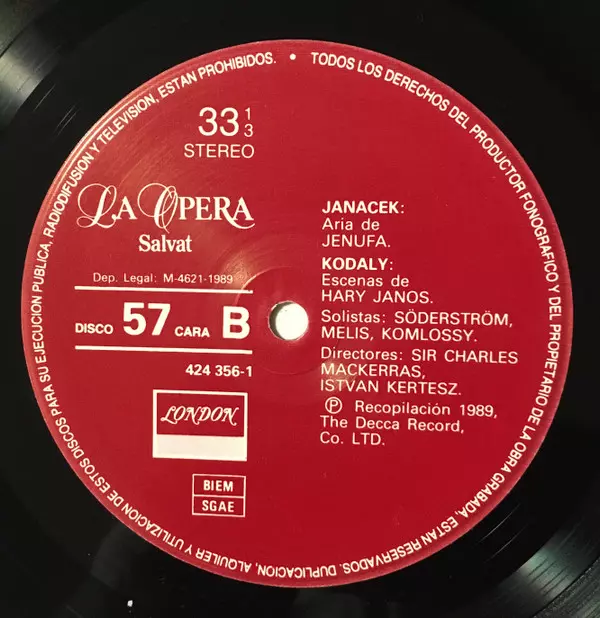 TODOS LOS DERECHOS DEL PRODUCTOR FONOGRAFICO Y DEL PROPIETARIO DE LA OBRA GRABADA, ESTAN RESERVADOS. DUPLICACION, ALQUILER Y UTILIZACION DE ESTOS DISCOS PARA SU EJECUCION PUBLICA, RADIODIFUSION Y TELEVISION, ESTAN PROHIBIDOS. •
33 1/3
STEREO
LA OPERA
Salvat
Dep. Legal: M-4621-1989
DISCO 57 CARA B
424 356-1
LONDON
BIEM
SGAE
JANACEK:
Aria de
JENUFA.
KODALY:
Escenas de
HARY JANOS.
Solistas: SÖDERSTRÖM,
MELIS, KOMLOSSY.
Directores: SIR CHARLES
MACKERRAS,
ISTVAN KERTESZ.
Ⓟ Recopilación 1989,
The Decca Record,
Co. LTD.